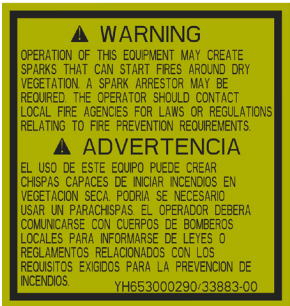 WARNING
OPERATION OF THIS EQUIPMENT MAY CREATE
SPARKS THAT CAN START FIRES AROUND DRY
VEGETATION. A SPARK ARRESTOR MAY BE
REQUIRED. THE OPERATOR SHOULD CONTACT
LOCAL FIRE AGENCIES FOR LAWS OR REGULATIONS
RELATING TO FIRE PREVENTION REQUIREMENTS.
ADVERTENCIA
EL USO DE ESTE EQUIPO PUEDE CREAR
CHISPAS CAPACES DE INICIAR INCENDIOS EN
VEGETACION SECA. PODRIA SE NECESARIO
USAR UN PARACHISPAS. EL OPERADOR DEBERA
COMUNICARSE CON CUERPOS DE BOMBEROS
LOCALES PARA INFORMARSE DE LEYES O
REGLAMENTOS RELACIONADOS CON LOS
REQUISITOS EXIGIDOS PARA LA PREVENCION DE
INCENDIOS. YH653000290/33883-00